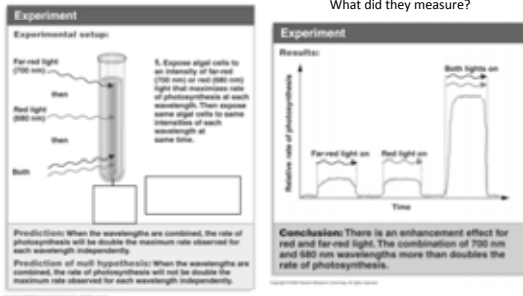 What did they measure?
Experiment
Experimental setup:
Far-red light
(700 nm)
then
Red light
(680 nm)
then
Both
1. Expose algal cells to
an intensity of far-red
(700 nm) or red (680 nm)
light that maximizes rate
of photosynthesis at each
wavelength. Then expose
same algal cells to same
intensities of each
wavelength at
same time.
Prediction: When the wavelengths are combined, the rate of
photosynthesis will be double the maximum rate observed for
each wavelength independently.
Prediction of null hypothesis: When the wavelengths are
combined, the rate of photosynthesis will not be double the
maximum rate observed for each wavelength independently.
Experiment
Results:
Relative rate of photosynthesis
Far-red light on
Red light on
Both lights on
Time
Conclusion: There is an enhancement effect for
red and far-red light. The combination of 700 nm
and 680 nm wavelengths more than doubles the
rate of photosynthesis.